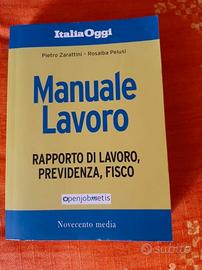 ItaliaOggi
Pietro Zarattini - Rosalba Pelusi
Manuale
Lavoro
RAPPORTO DI LAVORO,
PREVIDENZA, FISCO
openjobmetis
Novecento media
subito